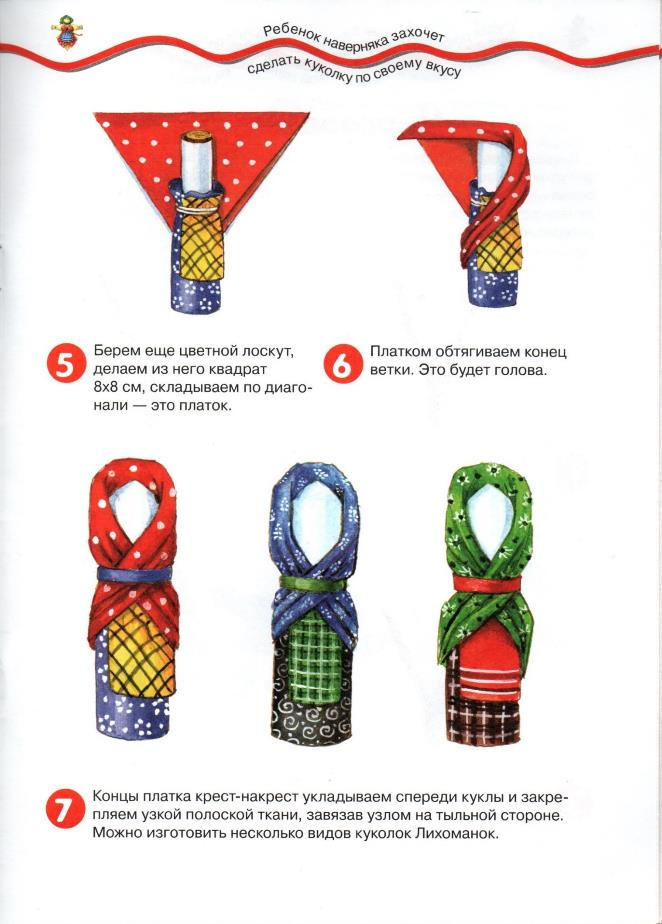 Ребенок наверняка захочет
сделать куколку по своему вкусу
5 Берем еще цветной лоскут,
делаем из него квадрат
8х8 см, складываем по диаго-
нали — это платок.
6 Платком обтягиваем конец
ветки. Это будет голова.
7 Концы платка крест-накрест укладываем спереди куклы и закре-
пляем узкой полоской ткани, завязав узлом на тыльной стороне.
Можно изготовить несколько видов куколок Лихоманок.